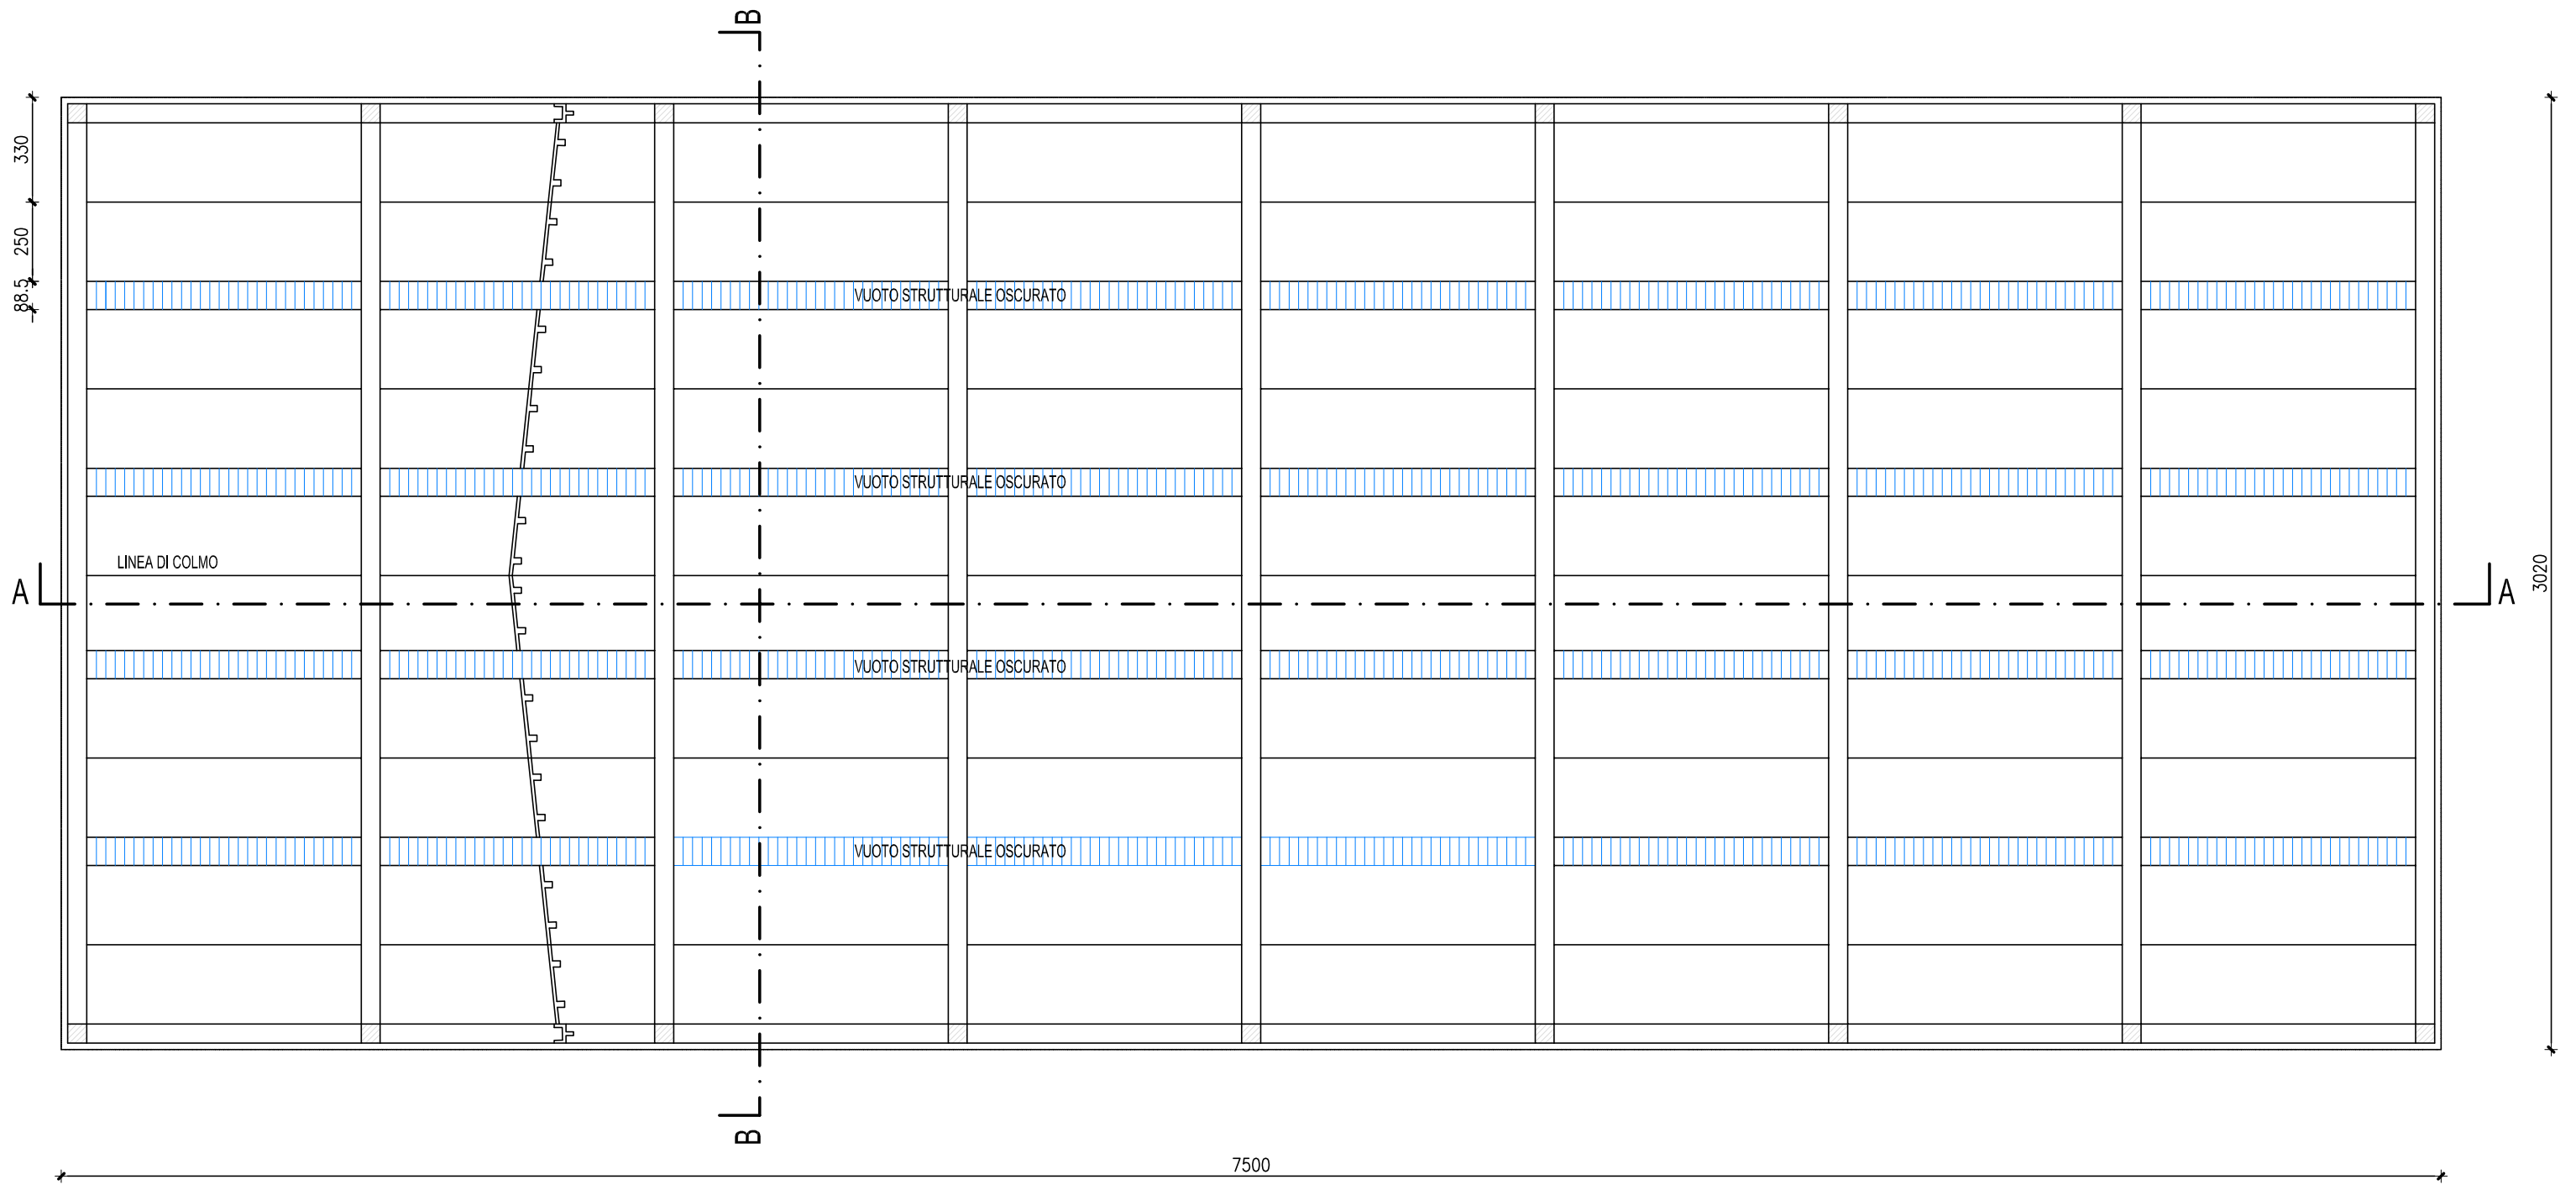 B
330
250
88.5
VUOTO STRUTTURALE OSCURATO
VUOTO STRUTTURALE OSCURATO
LINEA DI COLMO
A
A
3020
VUOTO STRUTTURALE OSCURATO
VUOTO STRUTTURALE OSCURATO
B
7500